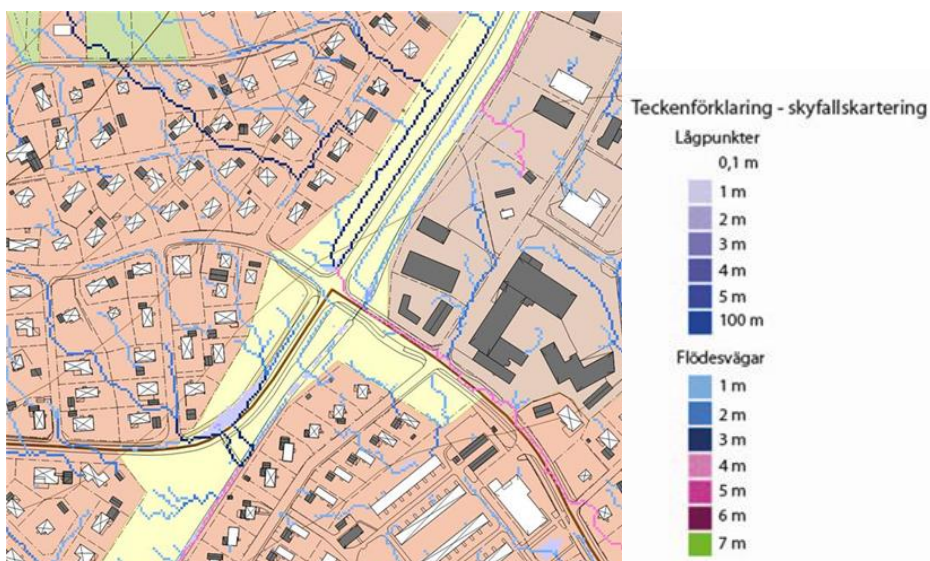 Teckenförklaring - skyfallskartering
Lågpunkter
0,1 m
1 m
2 m
3 m
4 m
5 m
100 m
Flödesvägar
1 m
2 m
3 m
4 m
5 m
6 m
7 m